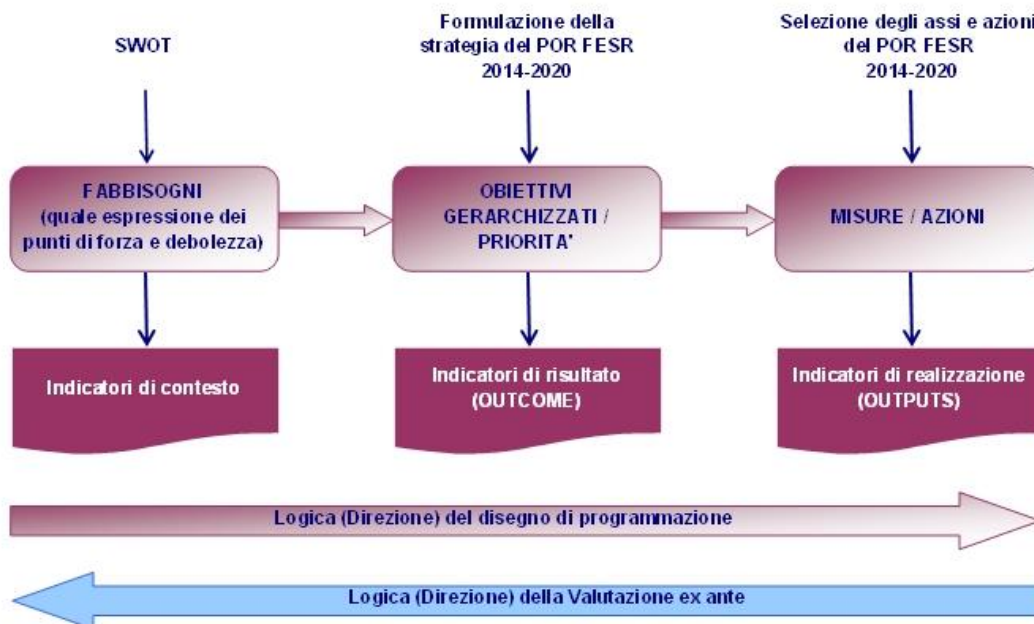 SWOT
Formulazione della
strategia del POR FESR
2014-2020
Selezione degli assi e azioni
del POR FESR
2014-2020
FABBISOGNI
(quale espressione dei
punti di forza e debolezza)
OBIETTIVI
GERARCHIZZATI /
PRIORITA'
MISURE / AZIONI
Indicatori di contesto
Indicatori di risultato
(OUTCOME)
Indicatori di realizzazione
(OUTPUTS)
Logica (Direzione) del disegno di programmazione
Logica (Direzione) della Valutazione ex ante